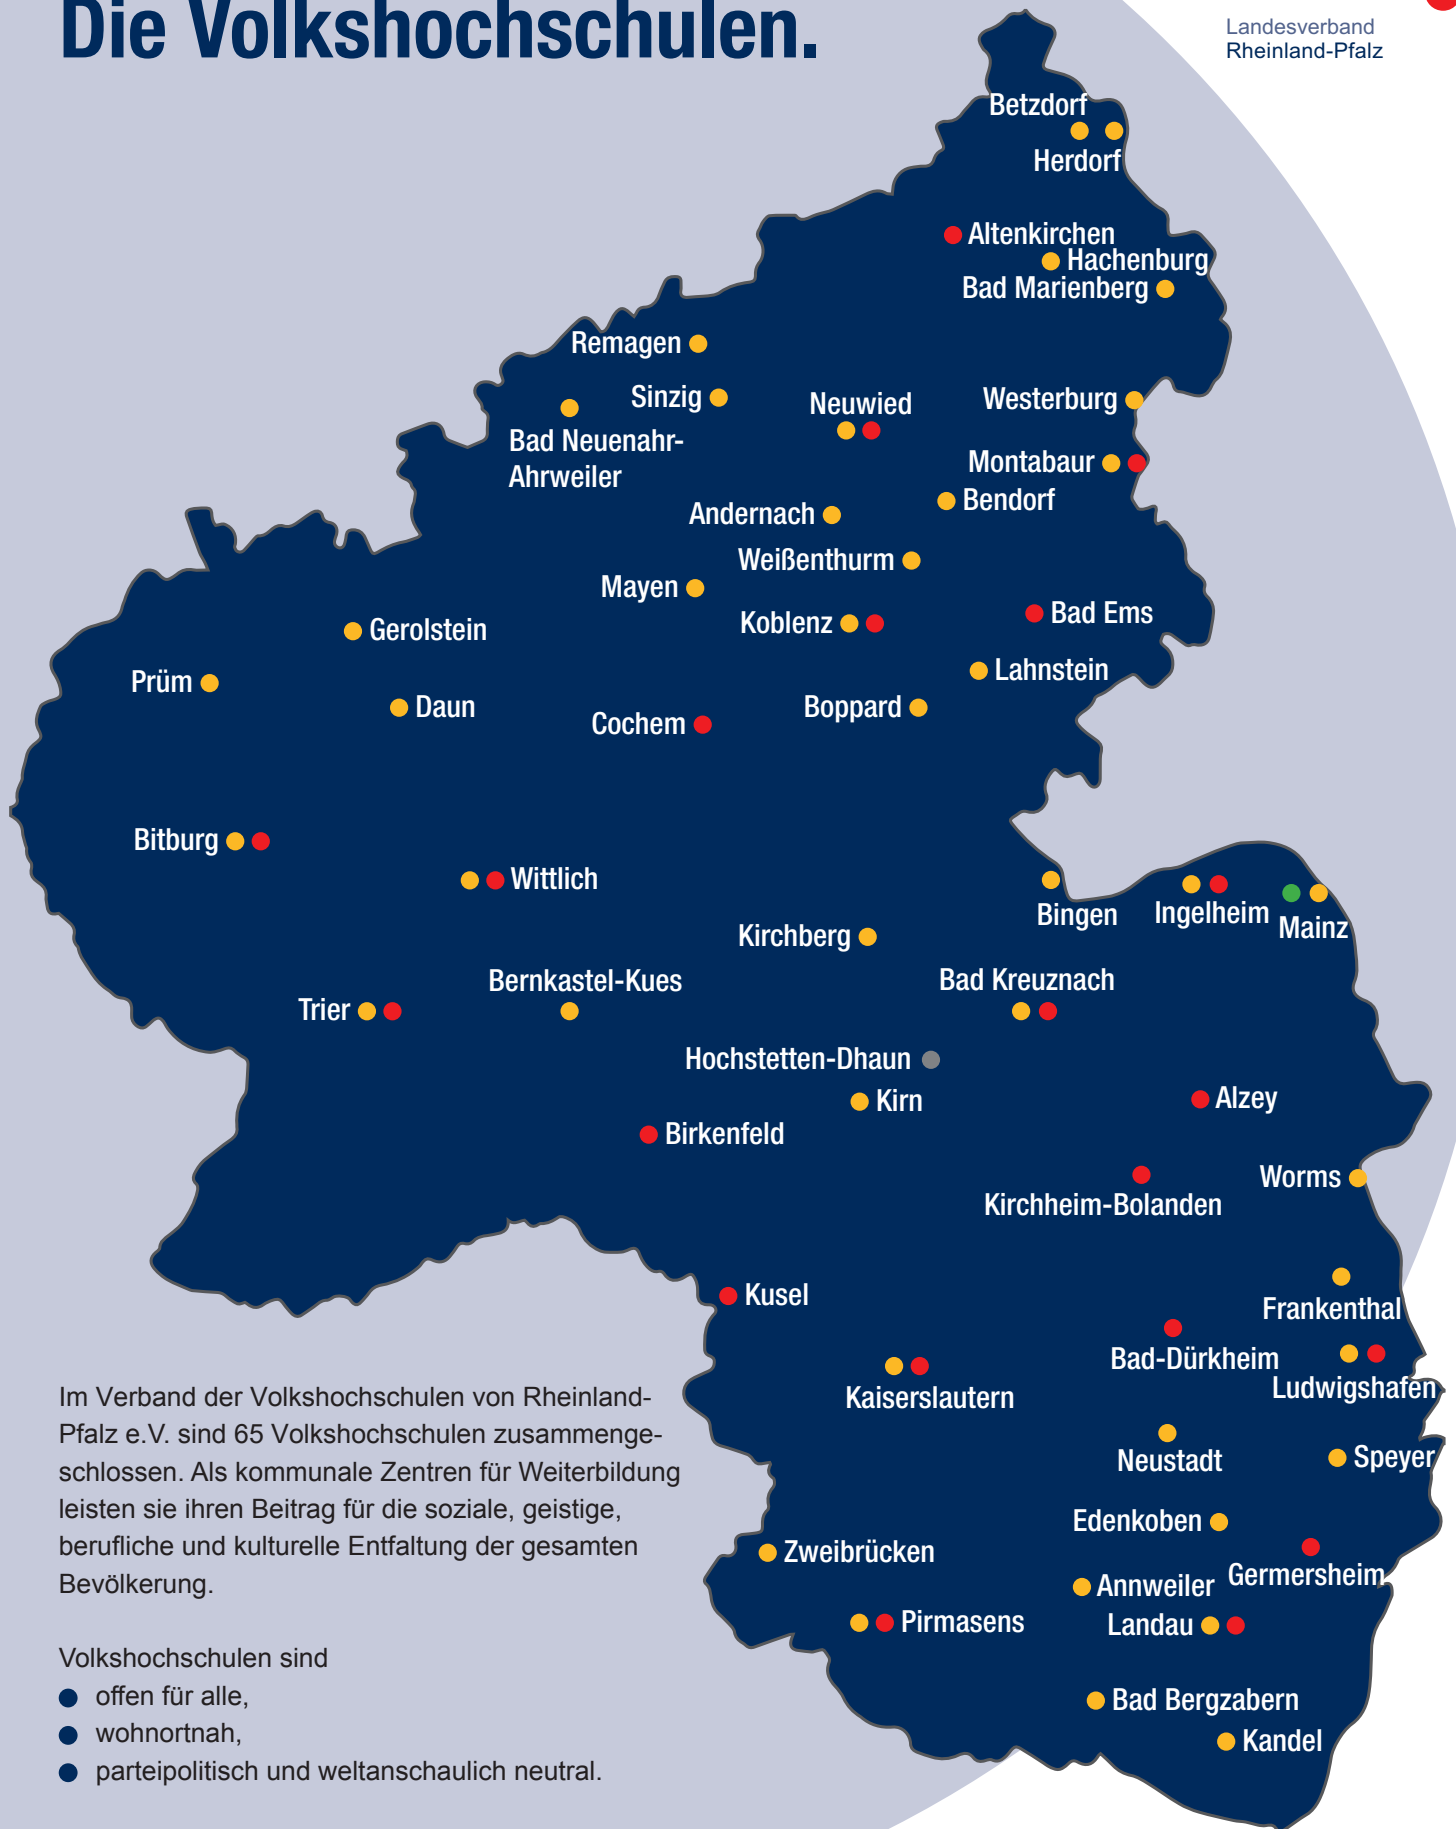 Die Volkshochschulen.
Landesverband
Rheinland-Pfalz
Betzdorf
Herdorf
Altenkirchen
Hachenburg
Bad Marienberg
Remagen
Sinzig
Neuwied
Westerburg
Bad Neuenahr-
Ahrweiler
Montabaur
Bendorf
Andernach
Weißenthurm
Mayen
Koblenz
Bad Ems
Gerolstein
Lahnstein
Prüm
Daun
Boppard
Cochem
Bitburg
Wittlich
Bingen
Ingelheim
Mainz
Kirchberg
Bernkastel-Kues
Bad Kreuznach
Trier
Hochstetten-Dhaun
Kirn
Alzey
Birkenfeld
Worms
Kirchheim-Bolanden
Kusel
Frankenthal
Bad-Dürkheim
Ludwigshafen
Kaiserslautern
Neustadt
Speyer
Edenkoben
Zweibrücken
Germersheim
Annweiler
Pirmasens
Landau
Bad Bergzabern
Kandel
Im Verband der Volkshochschulen von Rheinland-
Pfalz e.V. sind 65 Volkshochschulen zusammenge-
schlossen. Als kommunale Zentren für Weiterbildung
leisten sie ihren Beitrag für die soziale, geistige,
berufliche und kulturelle Entfaltung der gesamten
Bevölkerung.
Volkshochschulen sind
● offen für alle,
● wohnortnah,
● parteipolitisch und weltanschaulich neutral.